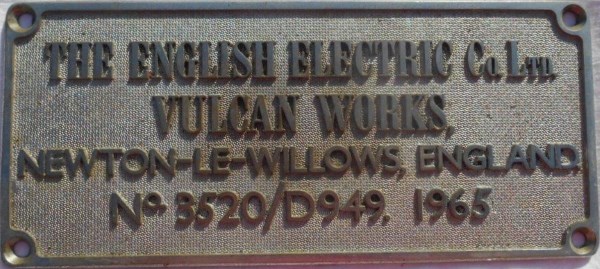 THE ENGLISH ELECTRIC Co. LTD.
VULCAN WORKS,
NEWTON-LE-WILLOWS, ENGLAND.
No. 3520/D949. 1965